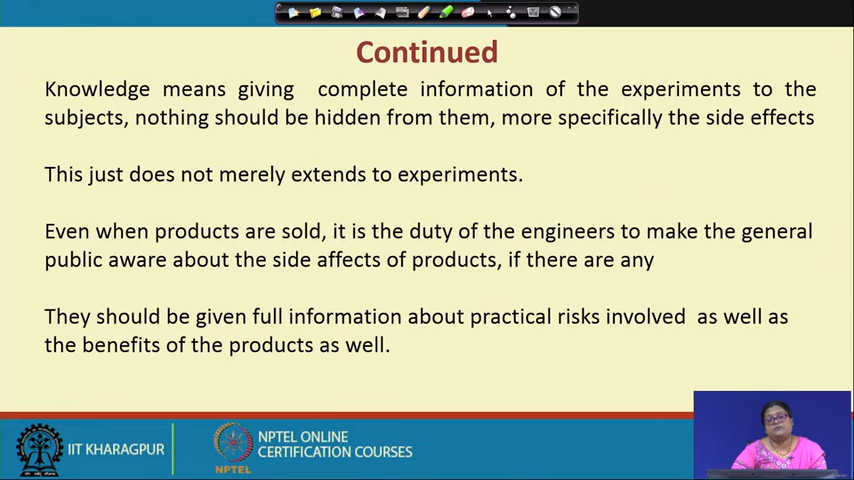 Continued
Knowledge means giving complete information of the experiments to the
subjects, nothing should be hidden from them, more specifically the side effects
This just does not merely extends to experiments.
Even when products are sold, it is the duty of the engineers to make the general
public aware about the side affects of products, if there are any
They should be given full information about practical risks involved as well as
the benefits of the products as well.
IIT KHARAGPUR
NPTEL
NPTEL ONLINE
CERTIFICATION COURSES